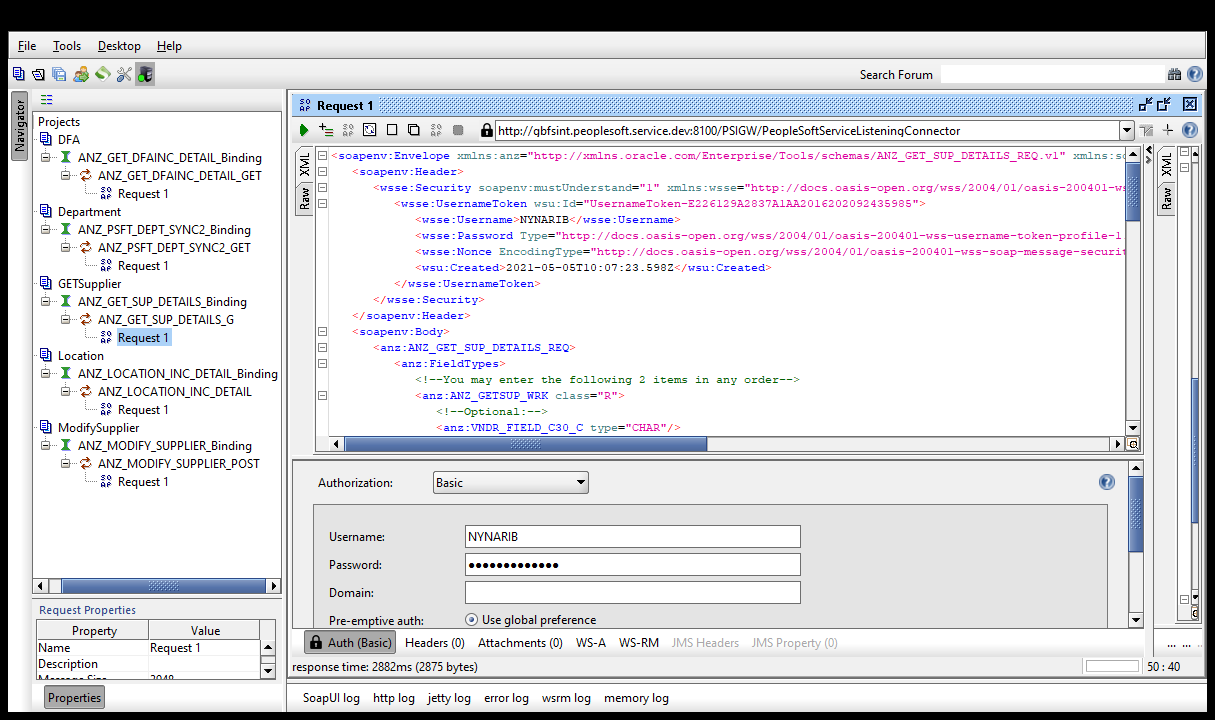 File Tools Desktop Help
Search Forum
Navigator
Projects
DFA
ANZ_GET_DFAINC_DETAIL_Binding
ANZ_GET_DFAINC_DETAIL_GET
Request 1
Department
ANZ_PSFT_DEPT_SYNC2_Binding
ANZ_PSFT_DEPT_SYNC2_GET
Request 1
GETSupplier
ANZ_GET_SUP_DETAILS_Binding
ANZ_GET_SUP_DETAILS_G
Request 1
Location
ANZ_LOCATION_INC_DETAIL_Binding
ANZ_LOCATION_INC_DETAIL
Request 1
ModifySupplier
ANZ_MODIFY_SUPPLIER_Binding
ANZ_MODIFY_SUPPLIER_POST
Request 1
Request Properties
Property Value
Name Request 1
Description
Message Size 2048
Properties
Request 1
http://qbfsint.peoplesoft.service.dev:8100/PSIGW/PeopleSoftServiceListeningConnector
XML
Raw
<soapenv:Envelope xmlns:anz="http://xmlns.oracle.com/Enterprise/Tools/schemas/ANZ_GET_SUP_DETAILS_REQ.v1" xmlns:so
<soapenv:Header>
<wsse:Security soapenv:mustUnderstand="1" xmlns:wsse="http://docs.oasis-open.org/wss/2004/01/oasis-200401-ws
<wsse:UsernameToken wsu:Id="UsernameToken-E226129A2837A1AA2016202092435985">
<wsse:Username>NYNARIB</wsse:Username>
<wsse:Password Type="http://docs.oasis-open.org/wss/2004/01/oasis-200401-wss-username-token-profile-1.
<wsse:Nonce EncodingType="http://docs.oasis-open.org/wss/2004/01/oasis-200401-wss-soap-message-securit
<wsu:Created>2021-05-05T10:07:23.598Z</wsu:Created>
</wsse:UsernameToken>
</wsse:Security>
</soapenv:Header>
<soapenv:Body>
<anz:ANZ_GET_SUP_DETAILS_REQ>
<anz:FieldTypes>
<!--You may enter the following 2 items in any order-->
<anz:ANZ_GETSUP_WRK class="R">
<!--Optional:-->
<anz:VNDR_FIELD_C30_C type="CHAR"/>
XML
Raw
Authorization: Basic
Username: NYNARIB
Password: •••••••••••••
Domain:
Pre-emptive auth: Use global preference
Auth (Basic) Headers (0) Attachments (0) WS-A WS-RM JMS Headers JMS Property (0)
... ...
response time: 2882ms (2875 bytes)
50 : 40
SoapUI log http log jetty log error log wsrm log memory log